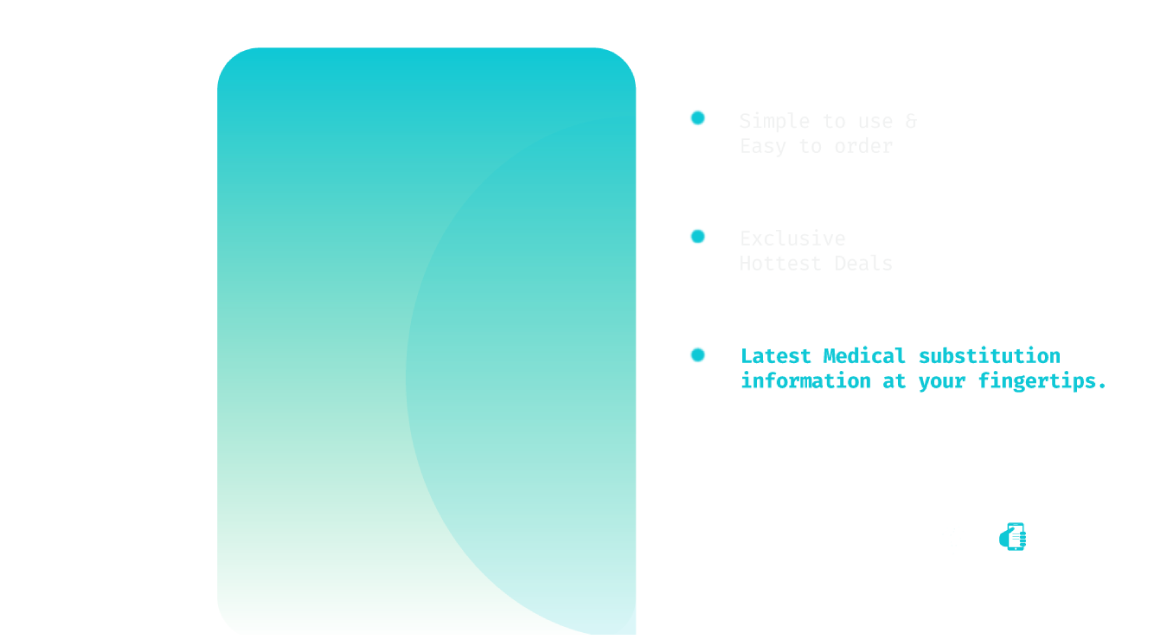 Simple to use &
Easy to order
Exclusive
Hottest Deals
Latest Medical substitution
information at your fingertips.